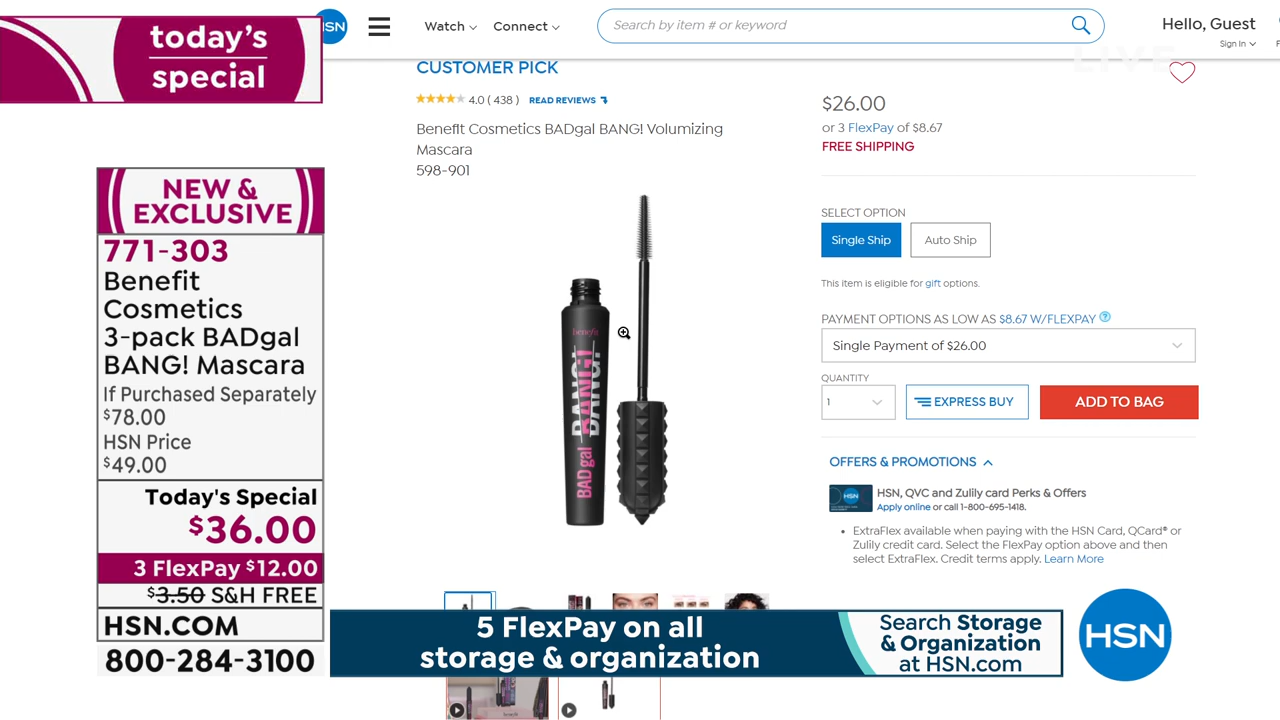 today's
special
HSN
Watch
Connect
Search by item # or keyword
Hello, Guest
Sign In
LIVE
CUSTOMER PICK
4.0 ( 438 )
READ REVIEWS
Benefit Cosmetics BADgal BANG! Volumizing
Mascara
598-901
$26.00
or 3 FlexPay of $8.67
FREE SHIPPING
SELECT OPTION
Single Ship
Auto Ship
This item is eligible for gift options.
PAYMENT OPTIONS AS LOW AS $8.67 W/FLEXPAY ?
Single Payment of $26.00
QUANTITY
1
EXPRESS BUY
ADD TO BAG
OFFERS & PROMOTIONS
HSN
HSN, QVC and Zulily card Perks & Offers
Apply online or call 1-800-695-1418.
• ExtraFlex available when paying with the HSN Card, QCard® or
Zulily credit card. Select the FlexPay option above and then
select ExtraFlex. Credit terms apply. Learn More
benefit
BADgal BANG!
NEW &
EXCLUSIVE
771-303
Benefit
Cosmetics
3-pack BADgal
BANG! Mascara
If Purchased Separately
$78.00
HSN Price
$49.00
Today's Special
$36.00
3 FlexPay $12.00
$3.50 S&H FREE
HSN.COM
800-284-3100
5 FlexPay on all
storage & organization
Search Storage
& Organization
at HSN.com
HSN